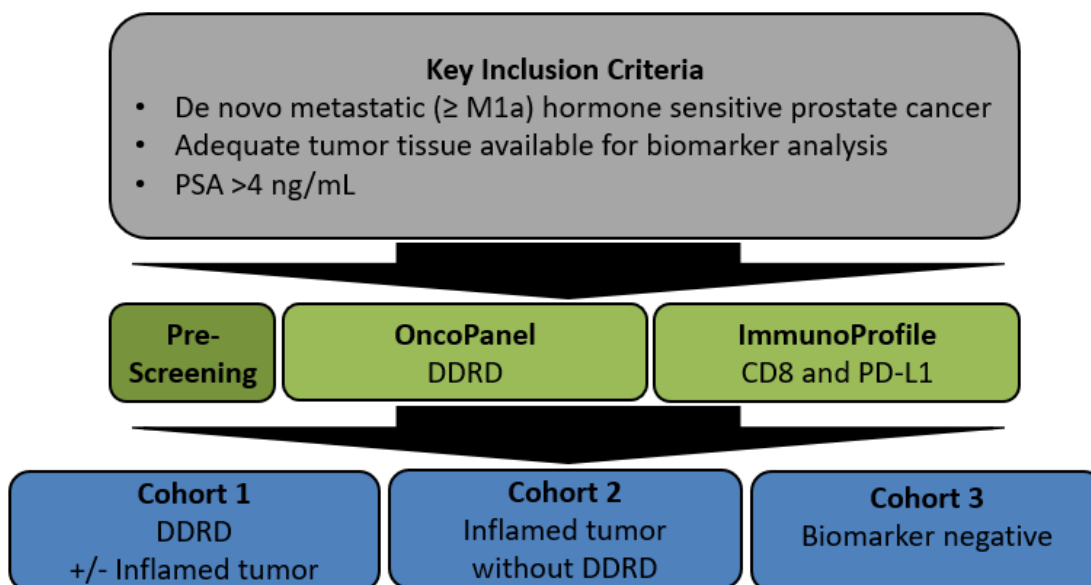 Key Inclusion Criteria
• De novo metastatic (≥ M1a) hormone sensitive prostate cancer
• Adequate tumor tissue available for biomarker analysis
• PSA >4 ng/mL
Pre-
Screening
OncoPanel
DDRD
ImmunoProfile
CD8 and PD-L1
Cohort 1
DDRD
+/- Inflamed tumor
Cohort 2
Inflamed tumor
without DDRD
Cohort 3
Biomarker negative